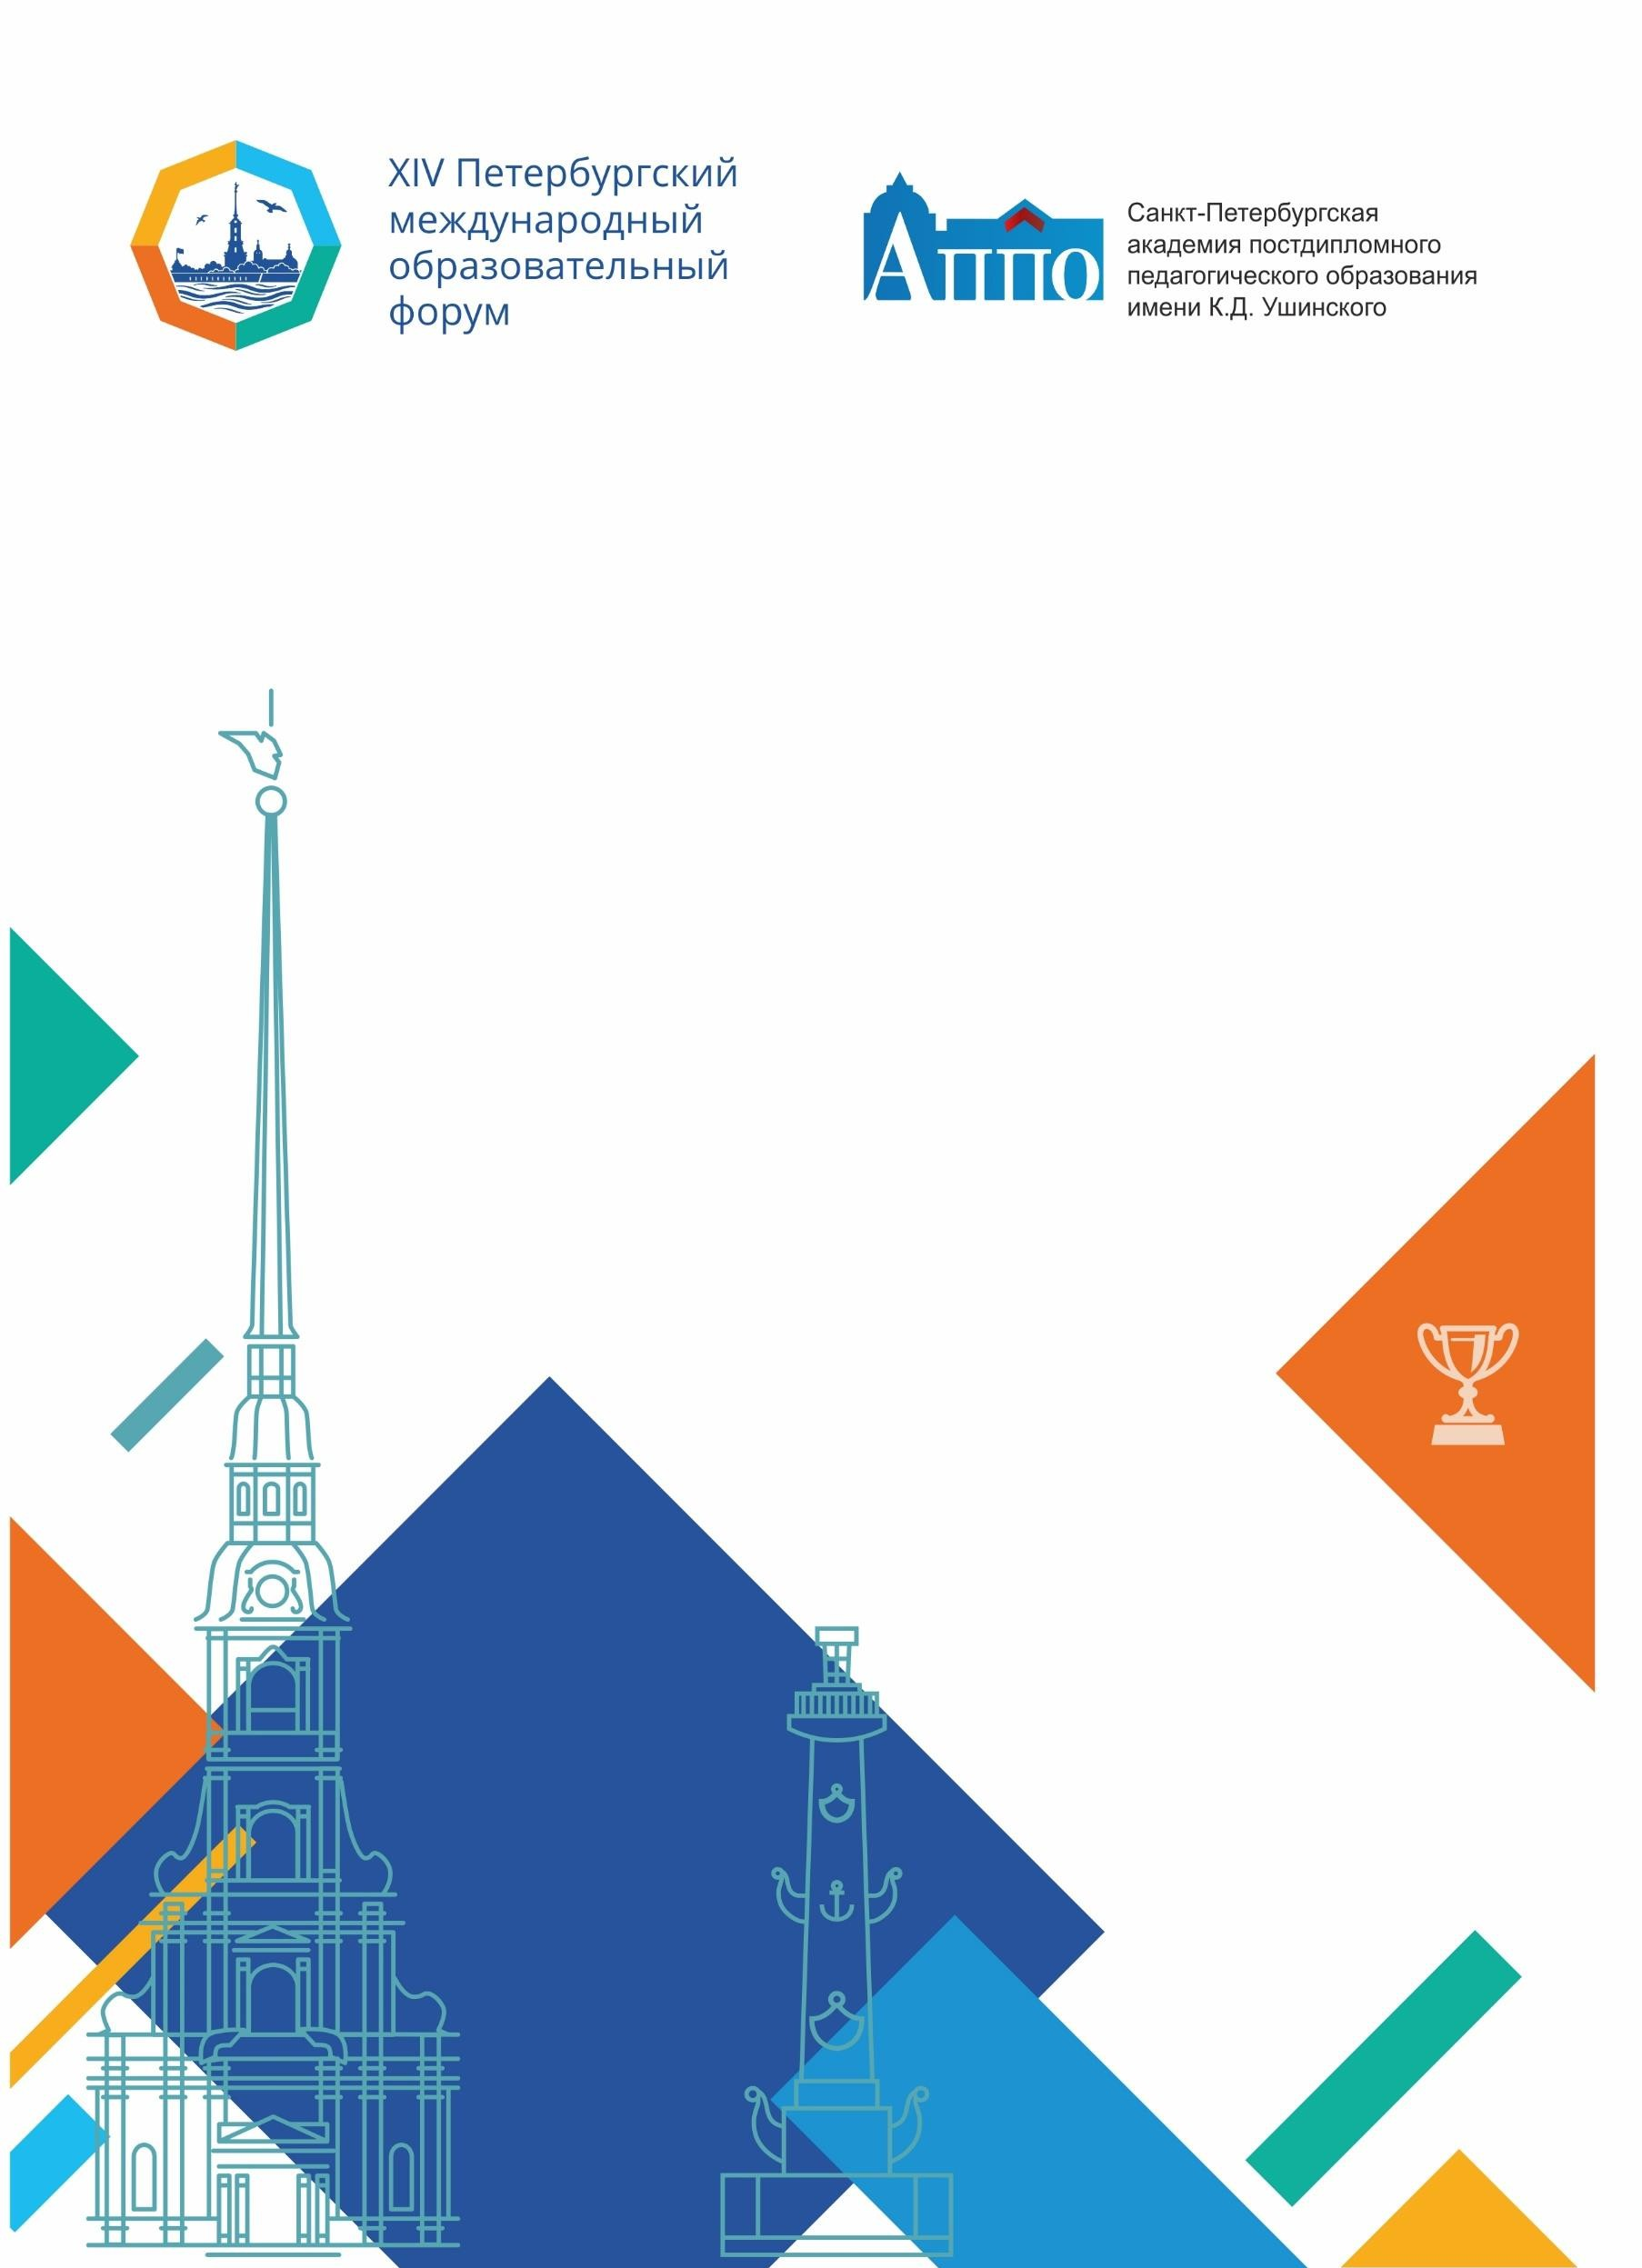 XIV Петербургский
международный
образовательный
форум
АППО
Санкт-Петербургская
академия постдипломного
педагогического образования
имени К.Д. Ушинского